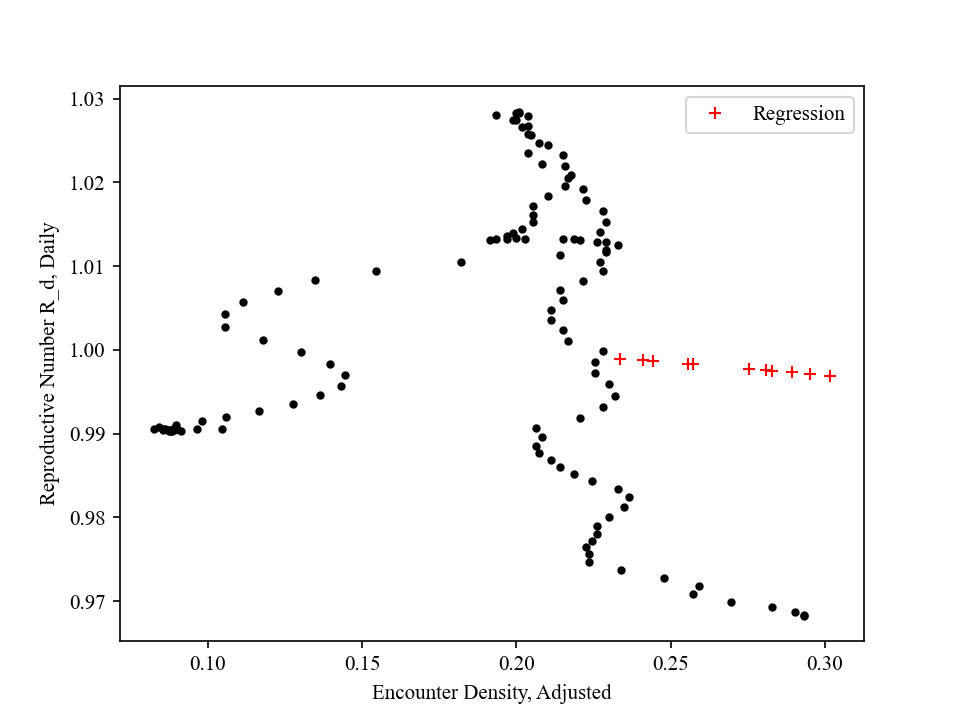 1.03
Regression
1.02
1.01
1.00
0.99
0.98
0.97
Reproductive Number R_d, Daily
0.10 0.15 0.20 0.25 0.30
Encounter Density, Adjusted